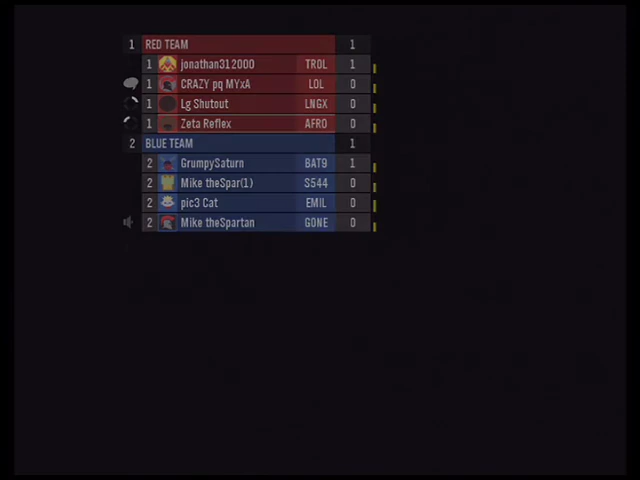 1 RED TEAM 1
1 jonathan312000 TROL 1
1 CRAZY pq MYxA LOL 0
1 Lg Shutout LNGX 0
1 Zeta Reflex AFRO 0
2 BLUE TEAM 1
2 GrumpySaturn BAT9 1
2 Mike theSpar(1) S544 0
2 pic3 Cat EMIL 0
2 Mike theSpartan GONE 0